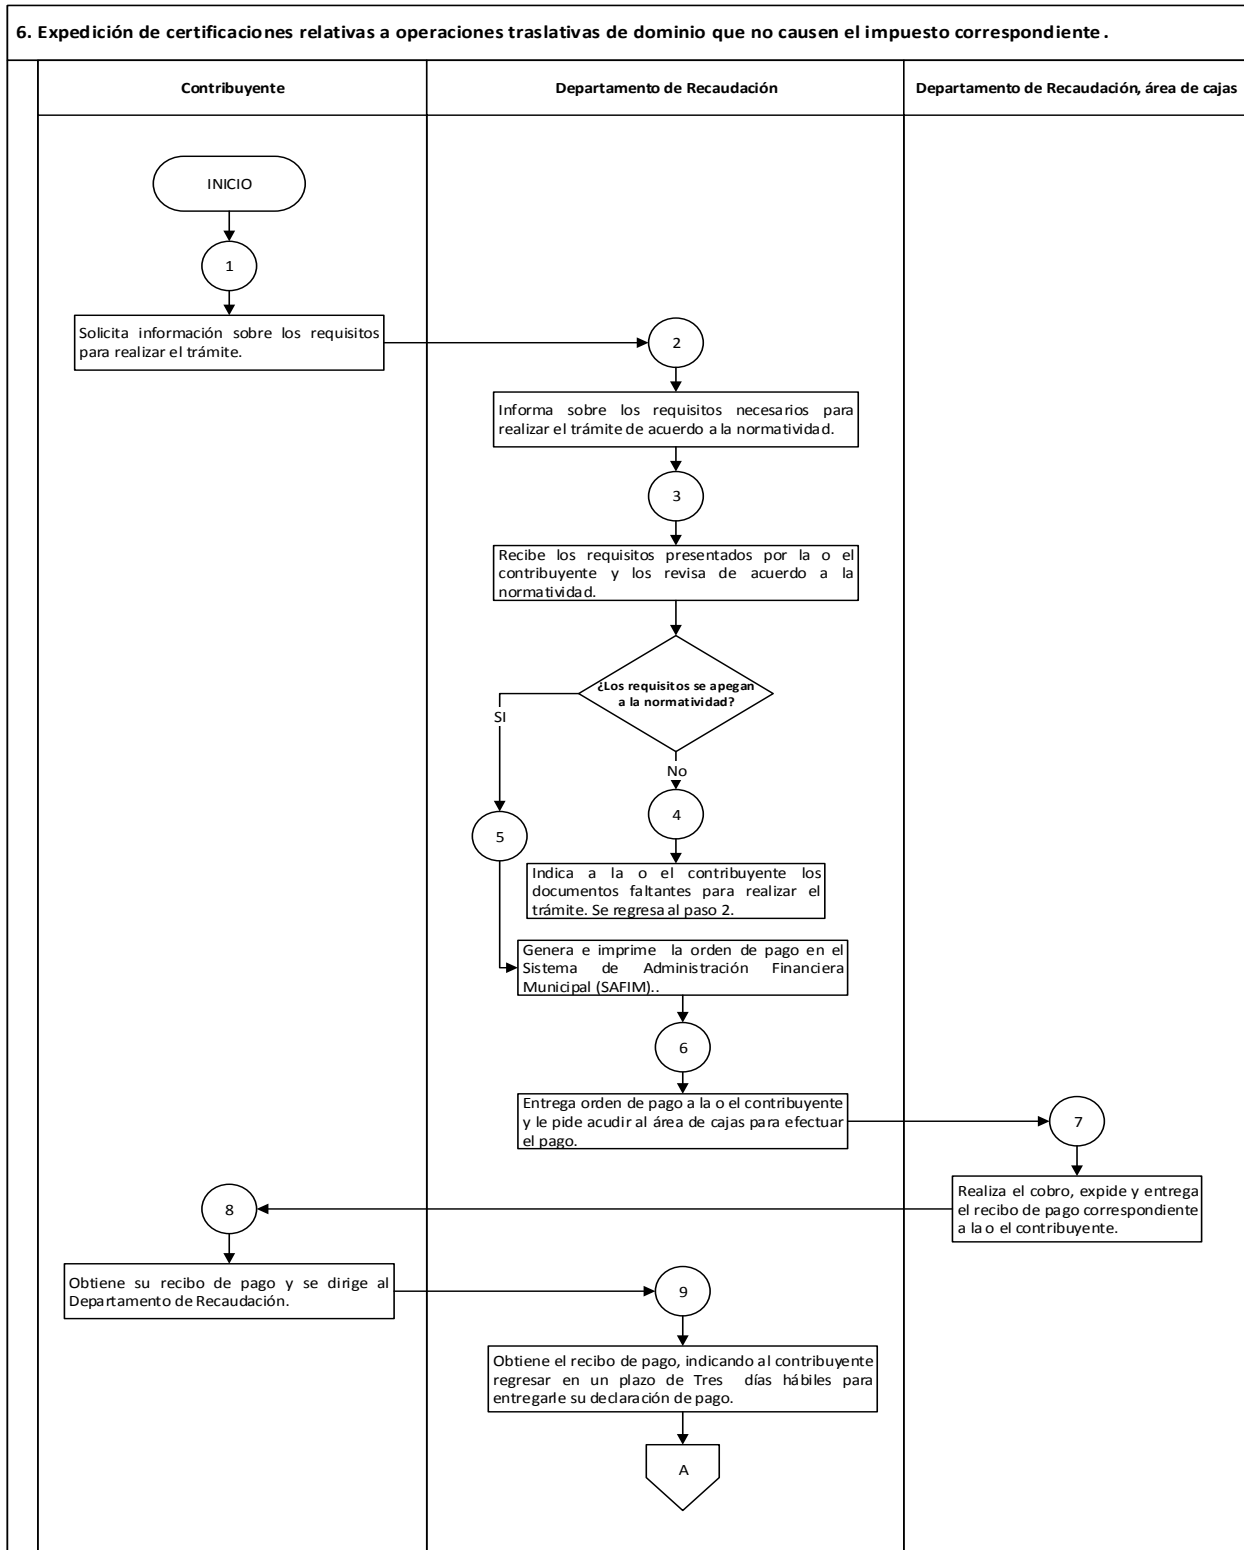 6. Expedición de certificaciones relativas a operaciones traslativas de dominio que no causen el impuesto correspondiente .
Contribuyente
Departamento de Recaudación
Departamento de Recaudación, área de cajas
INICIO
1
Solicita información sobre los requisitos
para realizar el trámite.
2
Informa sobre los requisitos necesarios para
realizar el trámite de acuerdo a la normatividad.
3
Recibe los requisitos presentados por la o el
contribuyente y los revisa de acuerdo a la
normatividad.
¿Los requisitos se apegan
a la normatividad?
SI
No
4
5
Indica a la o el contribuyente los
documentos faltantes para realizar el
trámite. Se regresa al paso 2.
Genera e imprime la orden de pago en el
Sistema de Administración Financiera
Municipal (SAFIM)..
6
Entrega orden de pago a la o el contribuyente
y le pide acudir al área de cajas para efectuar
el pago.
7
Realiza el cobro, expide y entrega
el recibo de pago correspondiente
a la o el contribuyente.
8
Obtiene su recibo de pago y se dirige al
Departamento de Recaudación.
9
Obtiene el recibo de pago, indicando al contribuyente
regresar en un plazo de Tres días hábiles para
entregarle su declaración de pago.
A